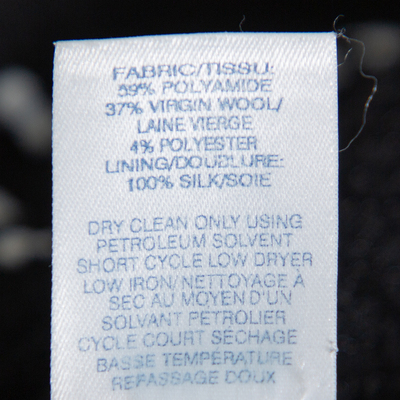 FABRIC/TISSU:
59% POLYAMIDE
37% VIRGIN WOOL/
LAINE VIERGE
4% POLYESTER
LINING/DOUBLURE:
100% SILK/SOIE
DRY CLEAN ONLY USING
PETROLEUM SOLVENT
SHORT CYCLE LOW DRYER
LOW IRON/NETTOYAGE À
SEC AU MOYEN D'UN
SOLVANT PETROLIER
CYCLE COURT SÉCHAGE
BASSE TEMPÉRATURE
REPASSAGE DOUX